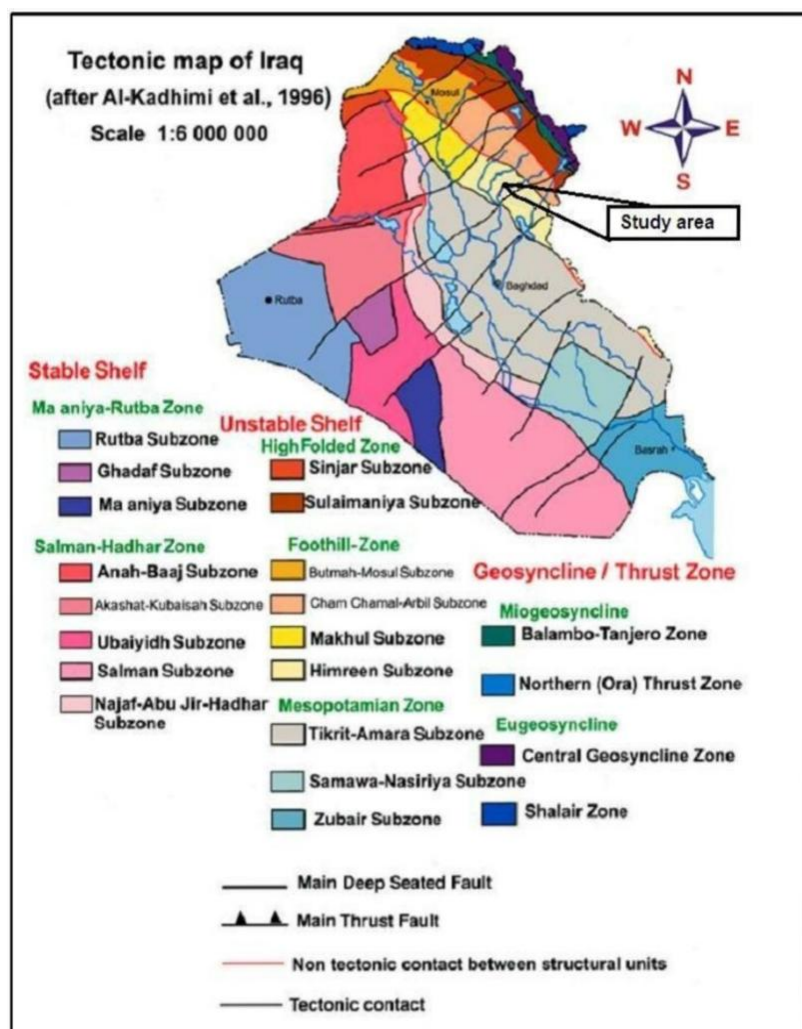 Tectonic map of Iraq
(after Al-Kadhimi et al., 1996)
Scale 1:6 000 000
N
W E
S
Mosul
Study area
Baghdad
Rutba
Basrah
Stable Shelf
Ma aniya-Rutba Zone
Rutba Subzone
Ghadaf Subzone
Ma aniya Subzone
Salman-Hadhar Zone
Anah-Baaj Subzone
Akashat-Kubaisah Subzone
Ubaiyidh Subzone
Salman Subzone
Najaf-Abu Jir-Hadhar
Subzone
Unstable Shelf
High Folded Zone
Sinjar Subzone
Sulaimaniya Subzone
Foothill-Zone
Butmah-Mosul Subzone
Cham Chamal-Arbil Subzone
Makhul Subzone
Himreen Subzone
Mesopotamian Zone
Tikrit-Amara Subzone
Samawa-Nasiriya Subzone
Zubair Subzone
Geosyncline / Thrust Zone
Miogeosyncline
Balambo-Tanjero Zone
Northern (Ora) Thrust Zone
Eugeosyncline
Central Geosyncline Zone
Shalair Zone
Main Deep Seated Fault
Main Thrust Fault
Non tectonic contact between structural units
Tectonic contact